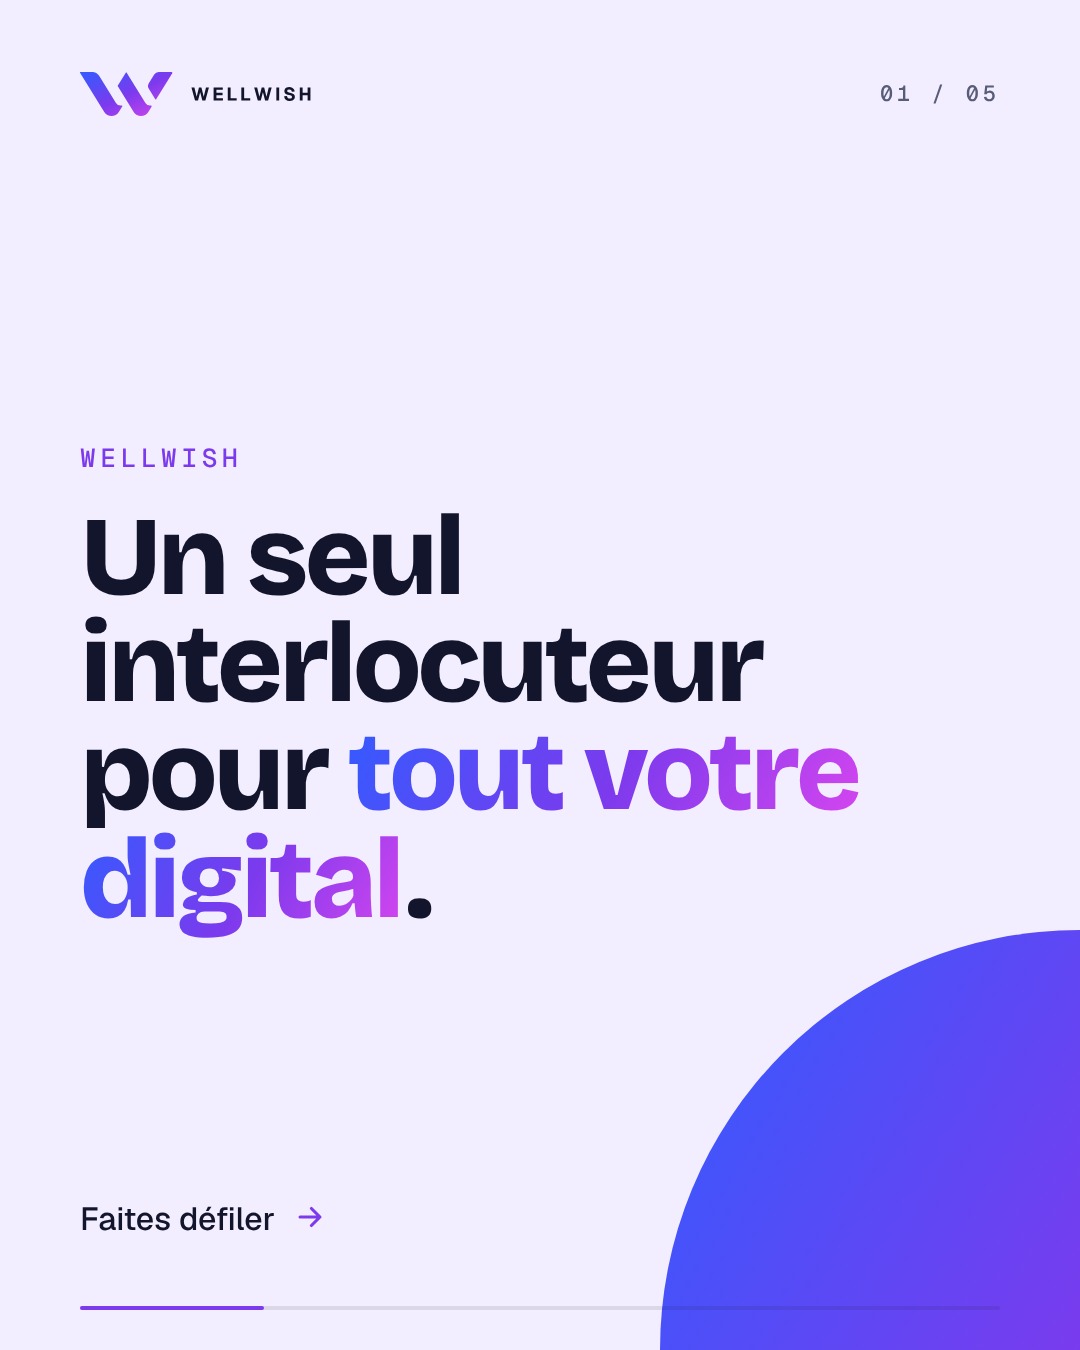 WELLWISH
01 / 05
WELLWISH
Un seul
interlocuteur
pour tout votre
digital.
Faites défiler →